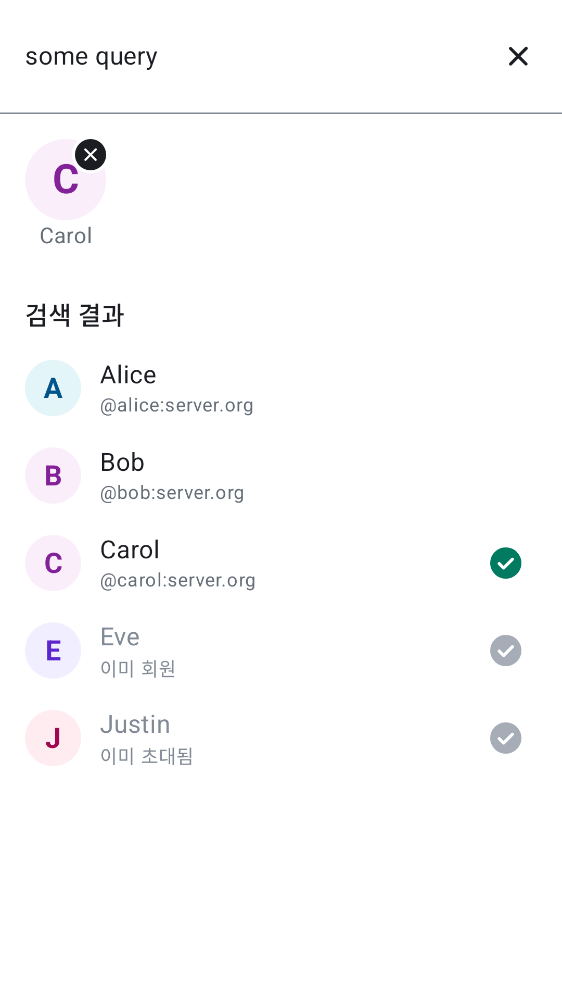 some query
C
Carol
검색 결과
A
Alice
@alice:server.org
B
Bob
@bob:server.org
C
Carol
@carol:server.org
E
Eve
이미 회원
J
Justin
이미 초대됨